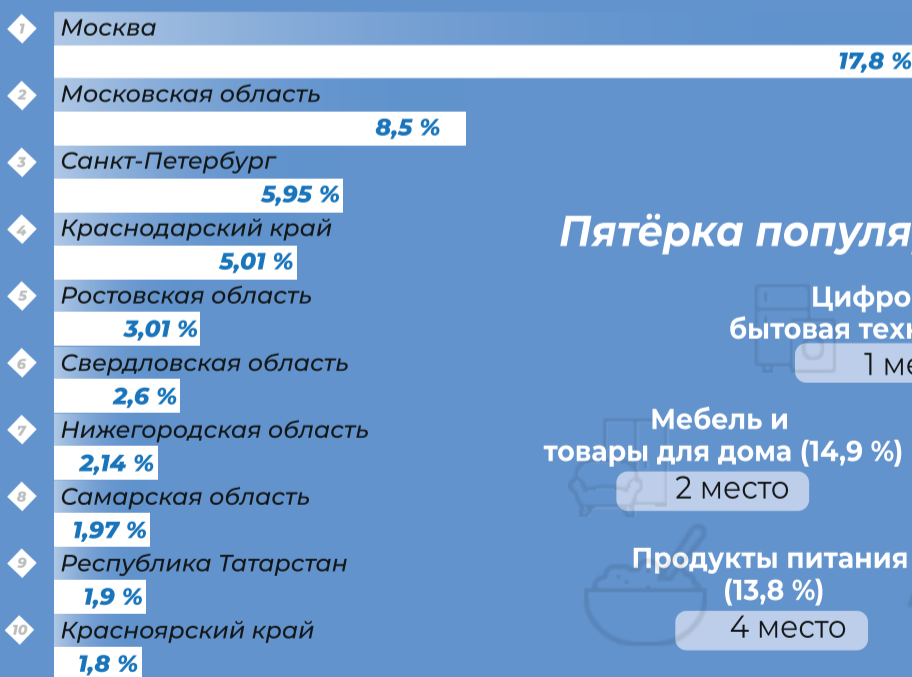 1
Москва
17,8 %
2
Московская область
8,5 %
3
Санкт-Петербург
5,95 %
4
Краснодарский край
5,01 %
5
Ростовская область
3,01 %
6
Свердловская область
2,6 %
7
Нижегородская область
2,14 %
8
Самарская область
1,97 %
9
Республика Татарстан
1,9 %
10
Красноярский край
1,8 %
Пятёрка
бытовая
1
Мебель и
товары для дома (14,9 %)
2 место
Продукты питания
(13,8 %)
4 место